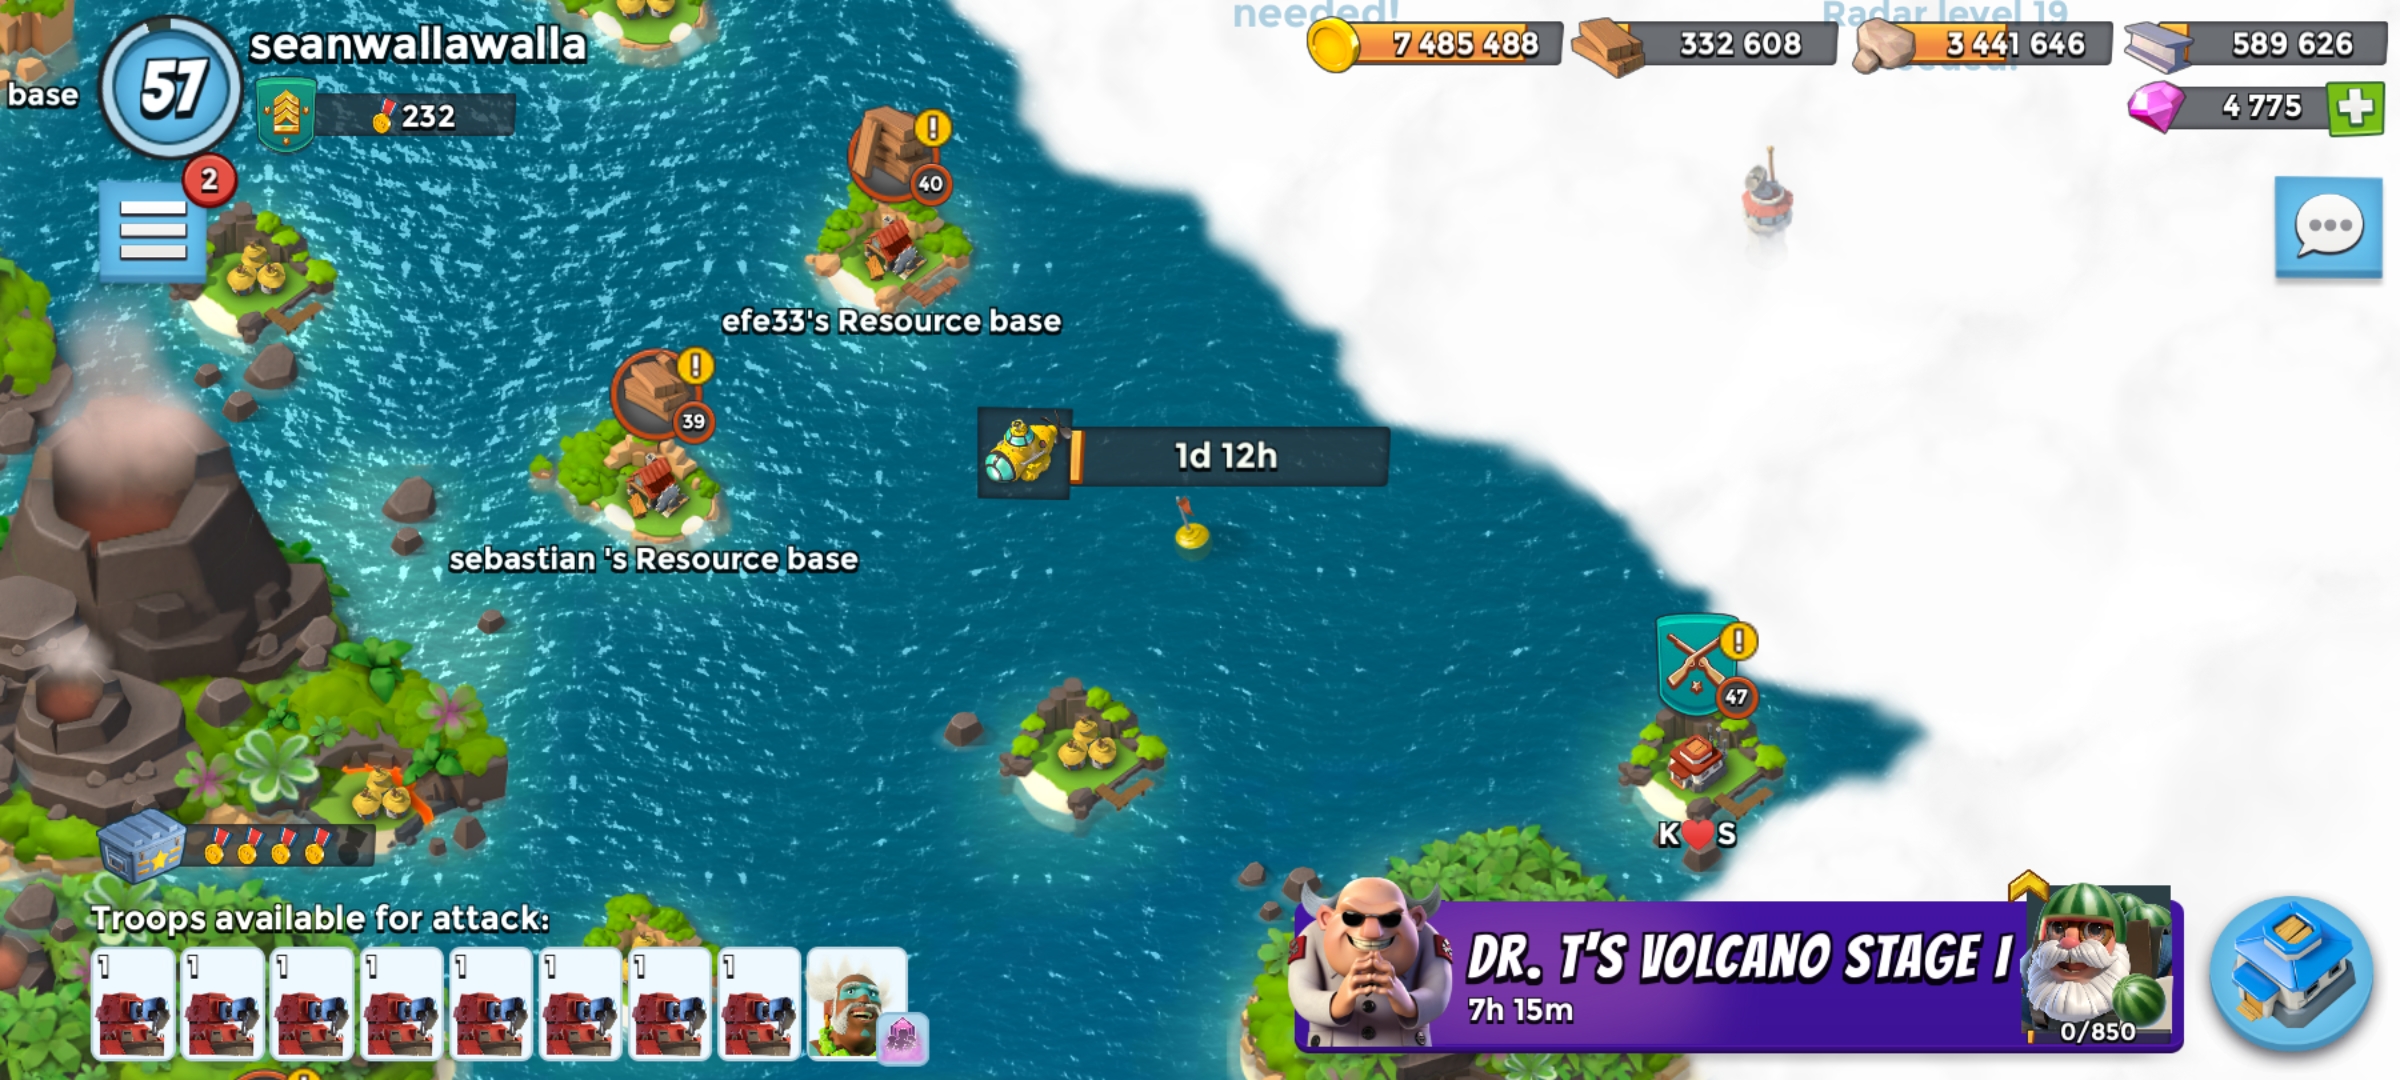 needed!
Radar level 19
57
seanwallawalla
232
7 485 488
332 608
3 441 646
589 626
needed!
base
4 775
2
40
efe33's Resource base
39
1d 12h
sebastian 's Resource base
47
K❤️S
Troops available for attack:
1 1 1 1 1 1 1 1
DR. T'S VOLCANO STAGE I
7h 15m
0/850